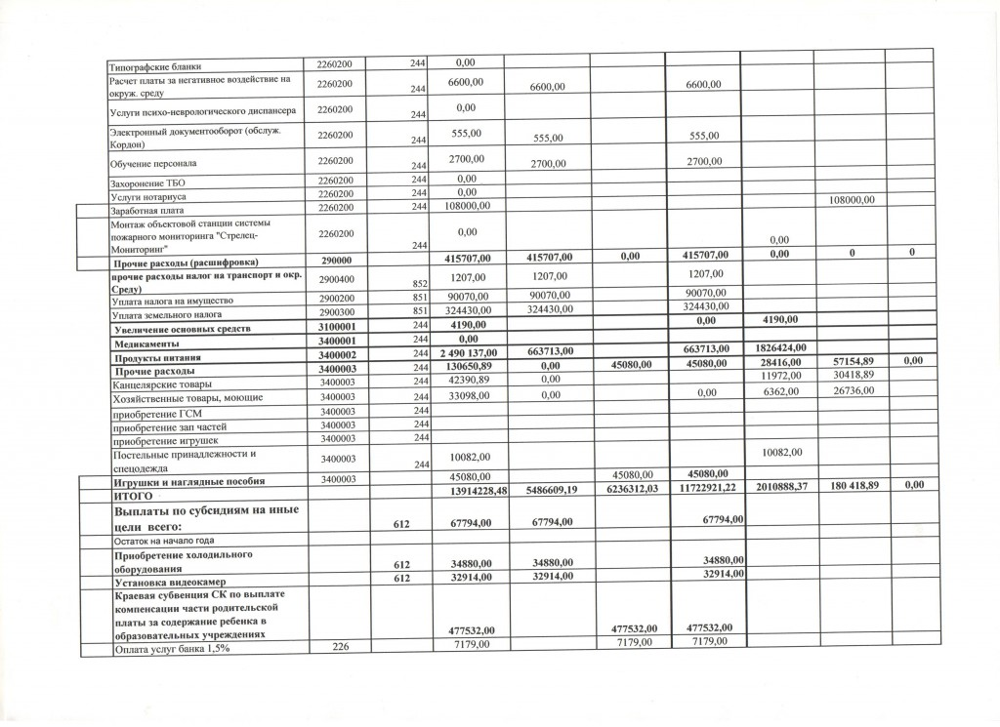 Типографские бланки 2260200 244 0,00
Расчет платы за негативное воздействие на
окруж. среду 2260200 244 6600,00 6600,00 6600,00
Услуги психо-неврологического диспансера 2260200 244 0,00
Электронный документооборот (обслуж.
Кордон) 2260200 244 555,00 555,00 555,00
Обучение персонала 2260200 244 2700,00 2700,00 2700,00
Захоронение ТБО 2260200 244 0,00
Услуги нотариуса 2260200 244 0,00
Заработная плата 2260200 244 108000,00 108000,00
Монтаж объектовой станции системы
пожарного мониторинга "Стрелец-
Мониторинг" 2260200 244 0,00 0,00
Прочие расходы (расшифровка) 290000 415707,00 415707,00 0,00 415707,00 0,00 0 0
прочие расходы налог на транспорт и окр.
Среду) 2900400 852 1207,00 1207,00 1207,00
Уплата налога на имущество 2900200 851 90070,00 90070,00 90070,00
Уплата земельного налога 2900300 851 324430,00 324430,00 324430,00
Увеличение основных средств 3100001 244 4190,00 0,00 4190,00
Медикаменты 3400001 244 0,00
Продукты питания 3400002 244 2 490 137,00 663713,00 663713,00 1826424,00
Прочие расходы 3400003 244 130650,89 0,00 45080,00 45080,00 28416,00 57154,89 0,00
Канцелярские товары 3400003 244 42390,89 0,00 11972,00 30418,89
Хозяйственные товары, моющие 3400003 244 33098,00 0,00 0,00 6362,00 26736,00
приобретение ГСМ 3400003 244
приобретение зап частей 3400003 244
приобретение игрушек 3400003 244
Постельные принадлежности и
спецодежда 3400003 244 10082,00 10082,00
Игрушки и наглядные пособия 3400003 45080,00 45080,00 45080,00
ИТОГО 13914228,48 5486609,19 6236312,03 11722921,22 2010888,37 180 418,89 0,00
Выплаты по субсидиям на иные
цели всего: 612 67794,00 67794,00 67794,00
Остаток на начало года
Приобретение холодильного
оборудования 612 34880,00 34880,00 34880,00
Установка видеокамер 612 32914,00 32914,00 32914,00
Краевая субвенция СК по выплате
компенсации части родительской
платы за содержание ребенка в
образовательных учреждениях 477532,00 477532,00 477532,00
Оплата услуг банка 1,5% 226 7179,00 7179,00 7179,00